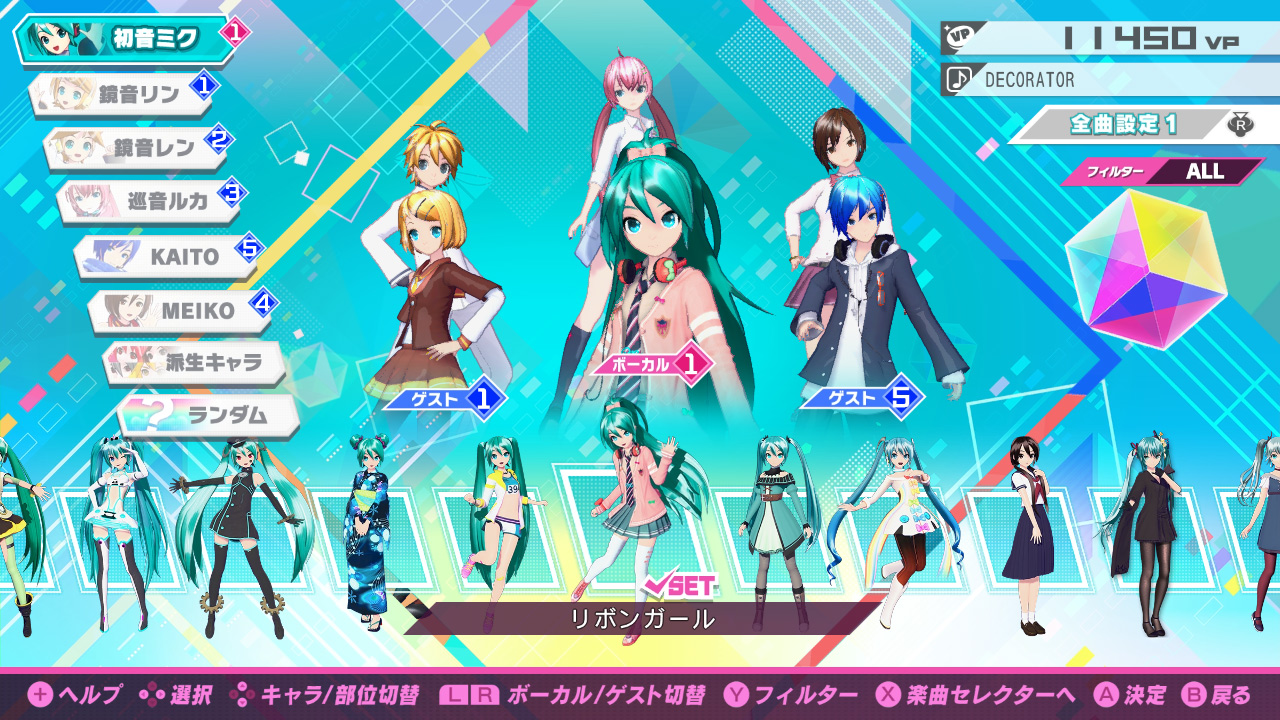 初音ミク 1
鏡音リン 1
鏡音レン 2
巡音ルカ 3
KAITO 5
MEIKO 4
派生キャラ
? ランダム
VP 11450 VP
DECORATOR
全曲設定1 R
フィルター ALL
ゲスト 1
ボーカル 1
ゲスト 5
39
SET
リボンガール
+ ヘルプ 選択 キャラ/部位切替 L R ボーカル/ゲスト切替 Y フィルター X 楽曲セレクターへ A 決定 B 戻る